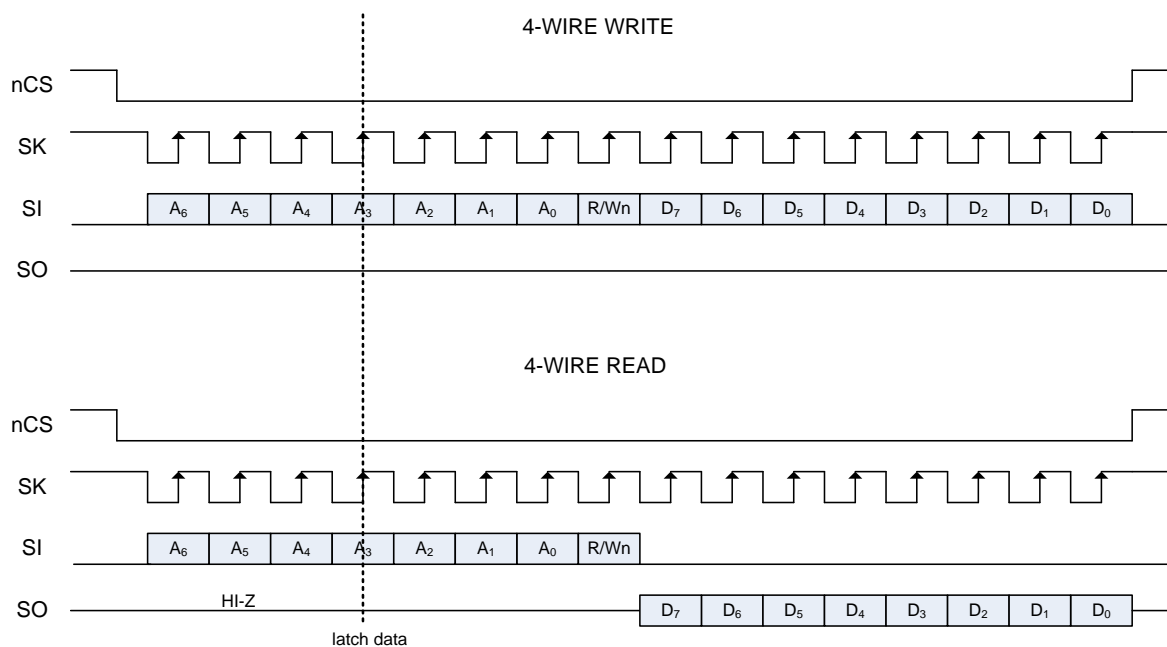 4-WIRE WRITE
nCS
SK
SI A₆ A₅ A₄ A₃ A₂ A₁ A₀ R/Wn D₇ D₆ D₅ D₄ D₃ D₂ D₁ D₀
SO
4-WIRE READ
nCS
SK
SI A₆ A₅ A₄ A₃ A₂ A₁ A₀ R/Wn
SO HI-Z D₇ D₆ D₅ D₄ D₃ D₂ D₁ D₀
latch data